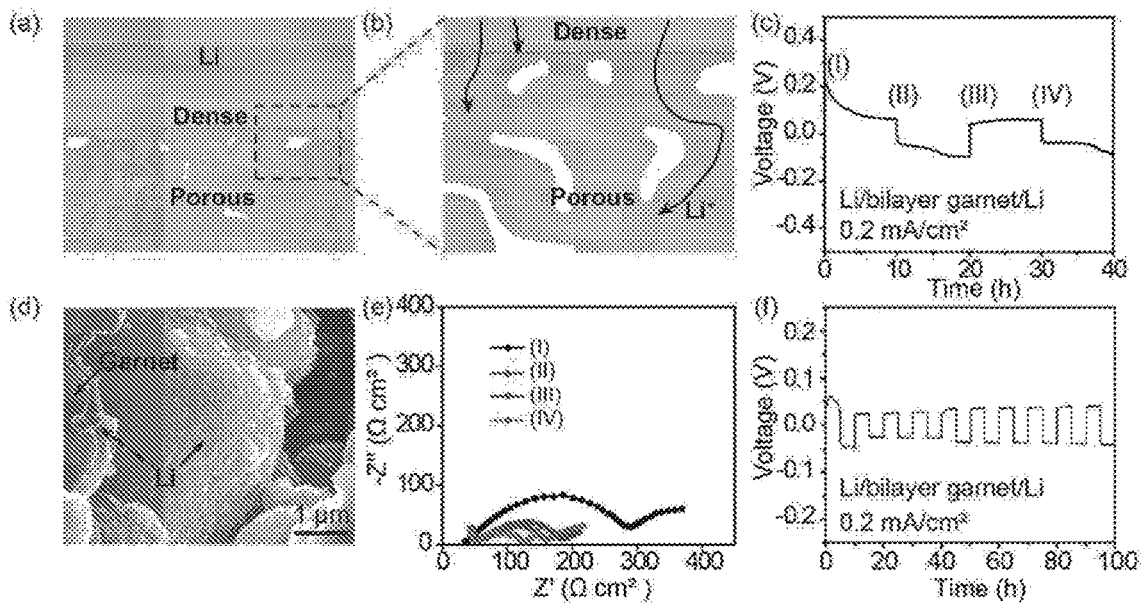 (a)
Li
Dense
Porous
(b)
Dense
Porous
Li⁺
(c)
Voltage (V)
0.4
0.2
0.0
-0.2
-0.4
(I)
(II)
(III)
(IV)
Li/bilayer garnet/Li
0.2 mA/cm²
0 10 20 30 40
Time (h)
(d)
Garnet
Li
1 μm
(e)
-Z'' (Ω cm²)
400
300
200
100
0
(I)
(II)
(III)
(IV)
0 100 200 300 400
Z' (Ω cm²)
(f)
Voltage (V)
0.2
0.1
0.0
-0.1
-0.2
Li/bilayer garnet/Li
0.2 mA/cm²
0 20 40 60 80 100
Time (h)